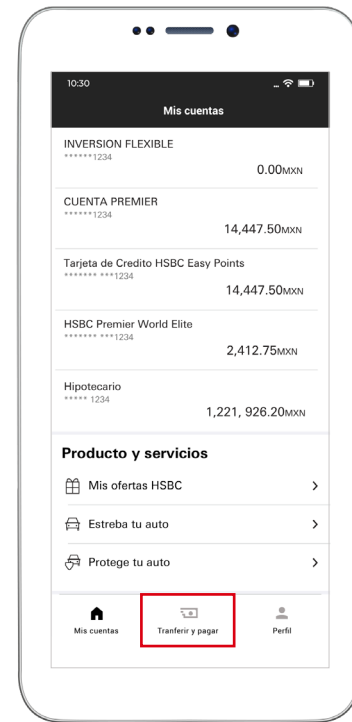 10:30
Mis cuentas
INVERSION FLEXIBLE
******1234
0.00MXN
CUENTA PREMIER
******1234
14,447.50MXN
Tarjeta de Credito HSBC Easy Points
******* ***1234
14,447.50MXN
HSBC Premier World Elite
******* ***1234
2,412.75MXN
Hipotecario
***** 1234
1,221, 926.20MXN
Producto y servicios
Mis ofertas HSBC
Estreba tu auto
Protege tu auto
Mis cuentas Tranferir y pagar Perfil